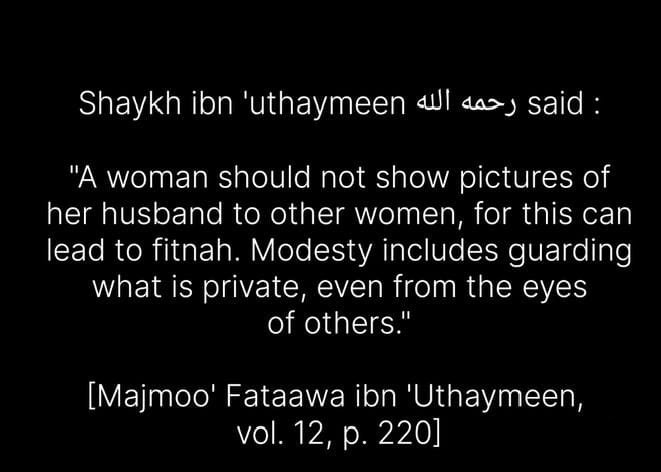 Shaykh ibn 'uthaymeen رحمه الله said :
"A woman should not show pictures of
her husband to other women, for this can
lead to fitnah. Modesty includes guarding
what is private, even from the eyes
of others."
[Majmoo' Fataawa ibn 'Uthaymeen,
vol. 12, p. 220]